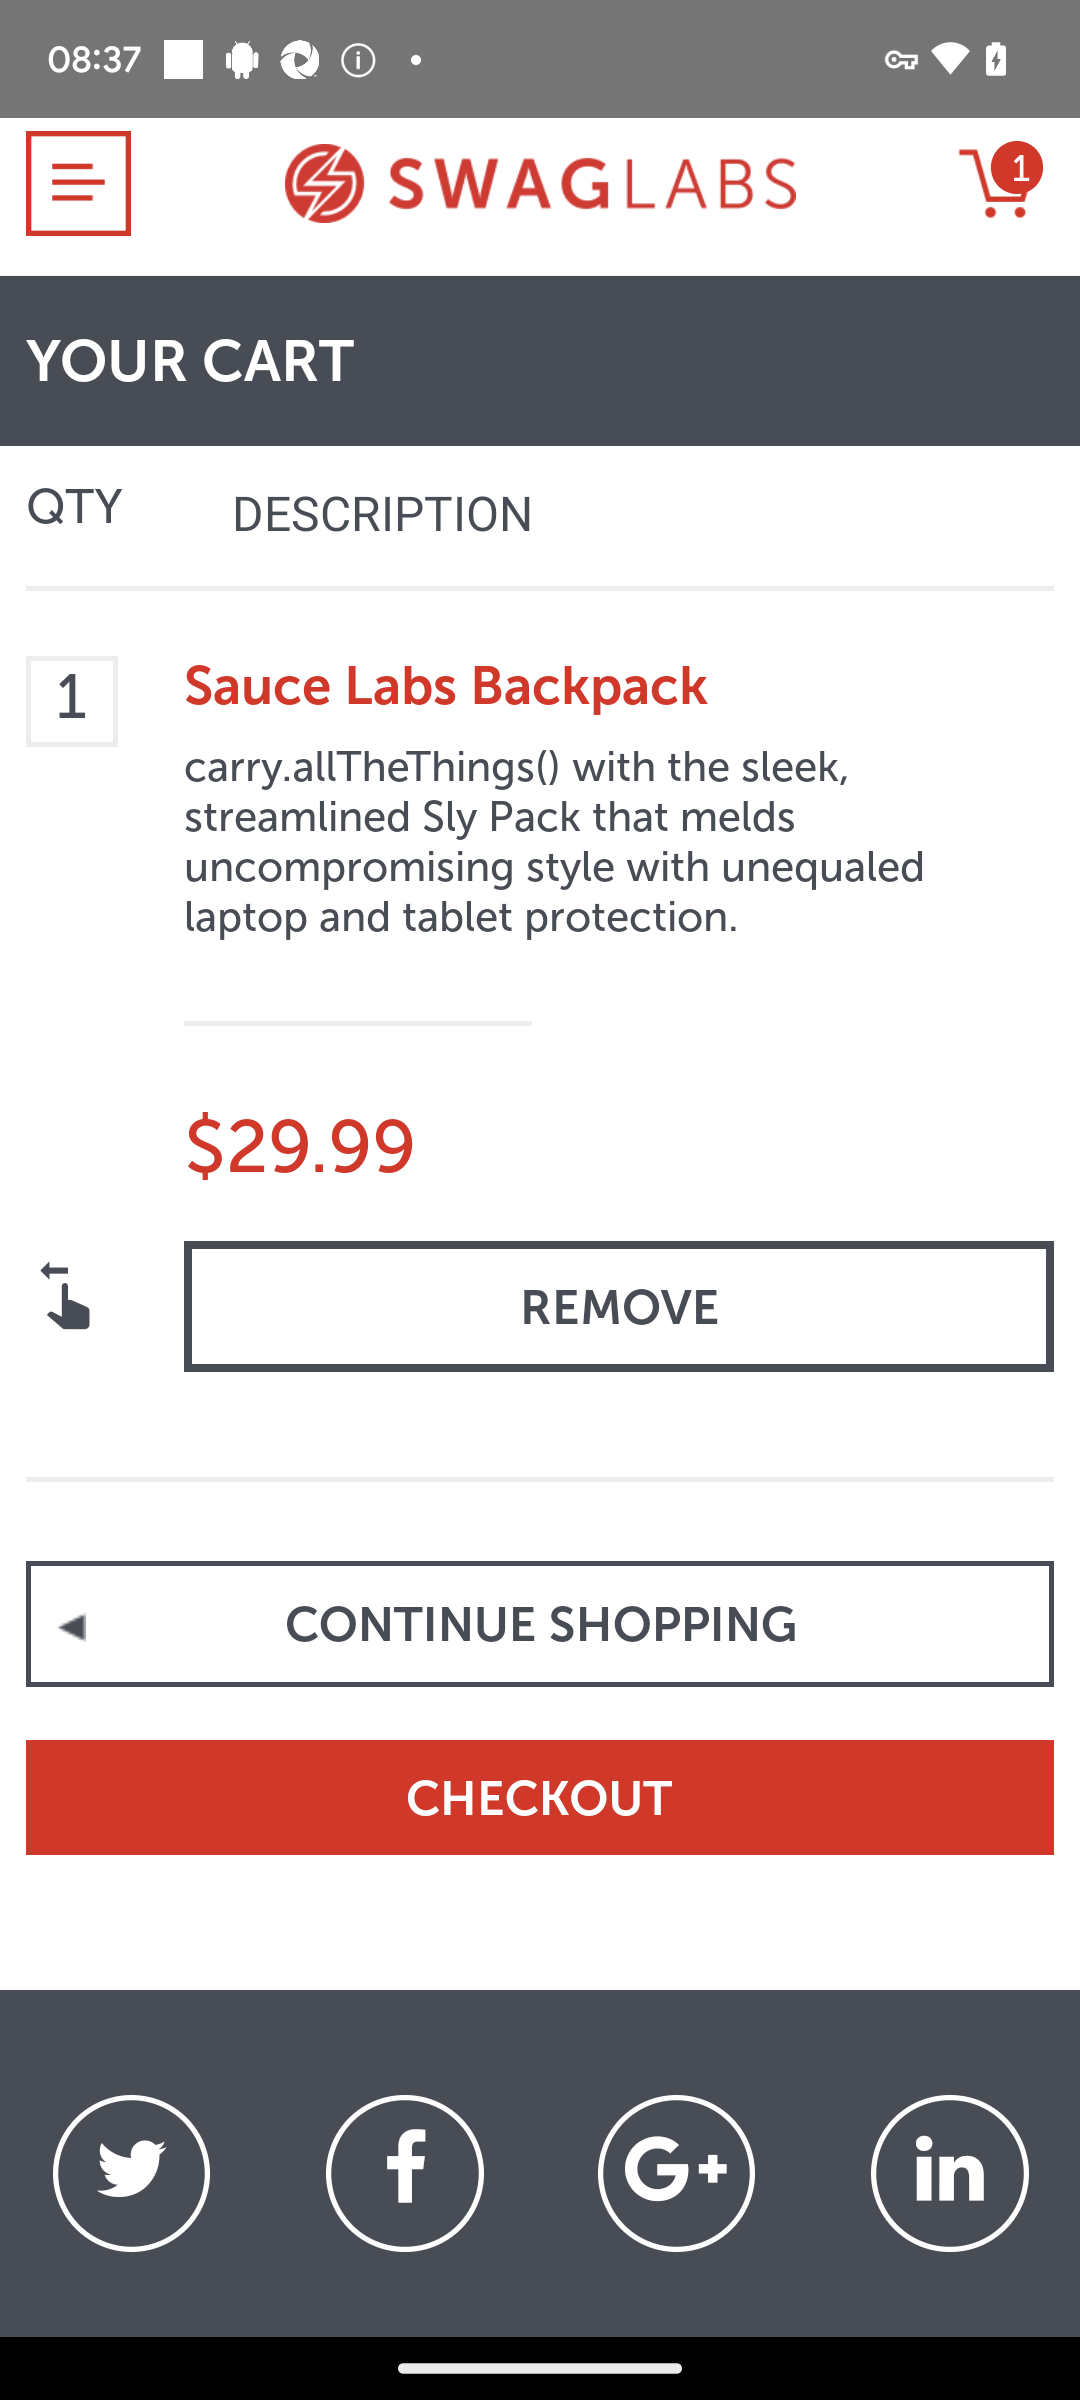 08:37
SWAGLABS
1
YOUR CART
QTY
DESCRIPTION
1
Sauce Labs Backpack
carry.allTheThings() with the sleek,
streamlined Sly Pack that melds
uncompromising style with unequaled
laptop and tablet protection.
$29.99
REMOVE
CONTINUE SHOPPING
CHECKOUT